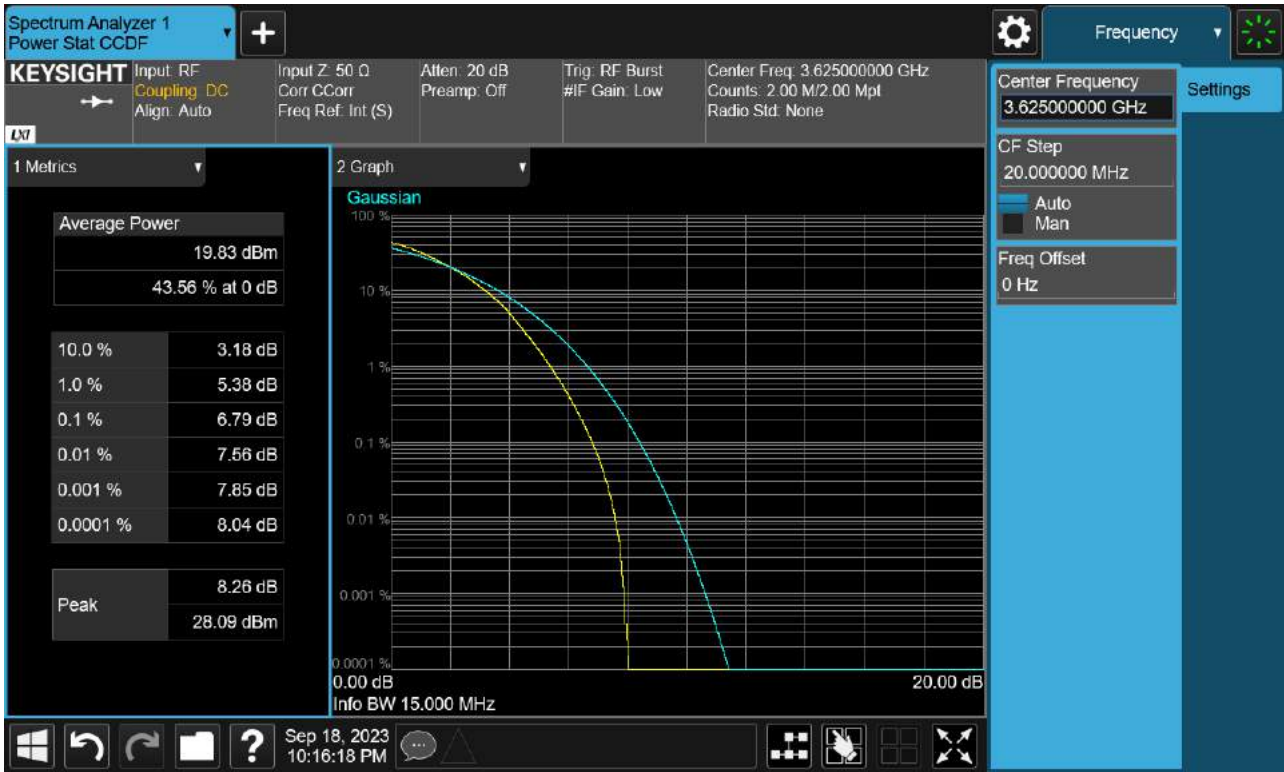 Spectrum Analyzer 1
Power Stat CCDF
Frequency
KEYSIGHT
Input: RF
Coupling: DC
Align: Auto
Input Z: 50 Ω
Corr CCorr
Freq Ref: Int (S)
Atten: 20 dB
Preamp: Off
Trig: RF Burst
#IF Gain: Low
Center Freq: 3.625000000 GHz
Counts: 2.00 M/2.00 Mpt
Radio Std: None
LXI
Center Frequency
3.625000000 GHz
Settings
CF Step
20.000000 MHz
Auto
Man
Freq Offset
0 Hz
1 Metrics
Average Power
19.83 dBm
43.56 % at 0 dB
10.0 % 3.18 dB
1.0 % 5.38 dB
0.1 % 6.79 dB
0.01 % 7.56 dB
0.001 % 7.85 dB
0.0001 % 8.04 dB
Peak
8.26 dB
28.09 dBm
2 Graph
Gaussian
100 %
10 %
1 %
0.1 %
0.01 %
0.001 %
0.0001 %
0.00 dB 20.00 dB
Info BW 15.000 MHz
?
Sep 18, 2023
10:16:18 PM